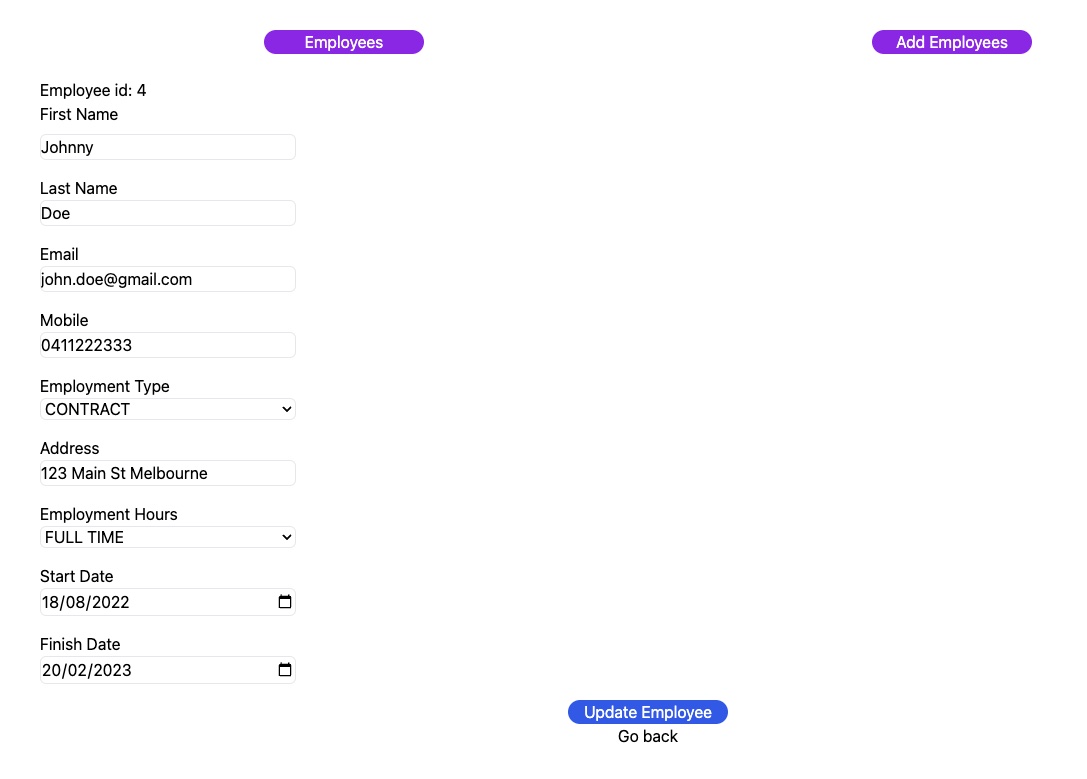 Employees
Add Employees
Employee id: 4
First Name
Johnny
Last Name
Doe
Email
john.doe@gmail.com
Mobile
0411222333
Employment Type
CONTRACT
Address
123 Main St Melbourne
Employment Hours
FULL TIME
Start Date
18/08/2022
Finish Date
20/02/2023
Update Employee
Go back